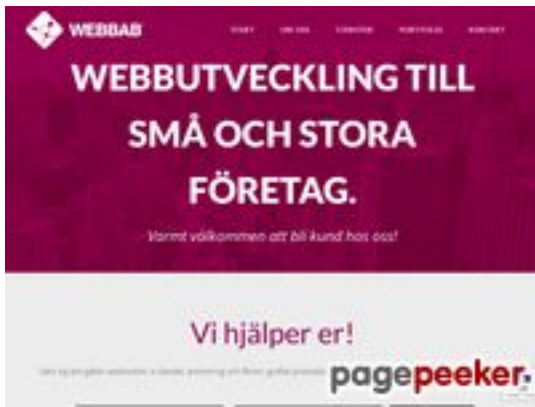 WEBBAB
START OM OSS TJÄNSTER PORTFOLIO KONTAKT
WEBBUTVECKLING TILL
SMÅ OCH STORA
FÖRETAG.
Varmt välkommen att bli kund hos oss!
Vi hjälper er!
pagepeeker.